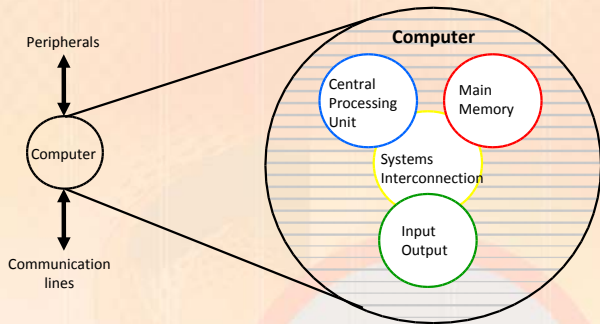 Peripherals
Computer
Communication
lines
Computer
Central
Processing
Unit
Main
Memory
Systems
Interconnection
Input
Output